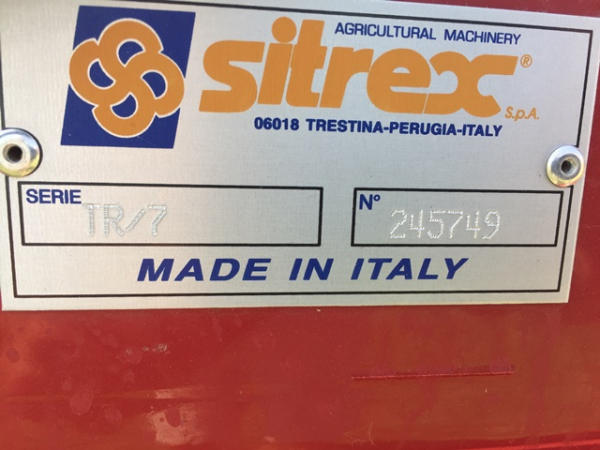 AGRICULTURAL MACHINERY
sitrex®
S.p.A.
06018 TRESTINA-PERUGIA-ITALY
SERIE TR/7
N° 245749
MADE IN ITALY